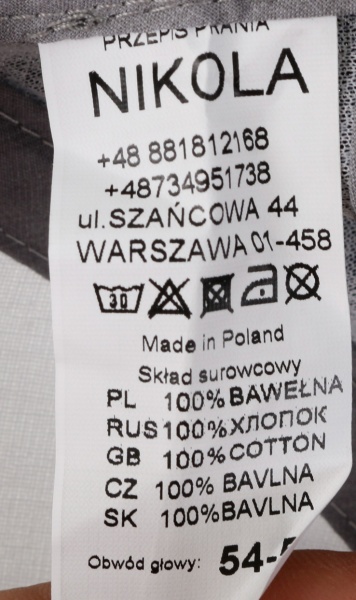 PRZEPIS PRANIA
NIKOLA
+48 881812168
+48734951738
ul.SZAŃCOWA 44
WARSZAWA 01-458
30
Made in Poland
Skład surowcowy
PL 100% BAWEŁNA
RUS 100% ХЛОПОК
GB 100% COTTON
CZ 100% BAVLNA
SK 100%BAVLNA
Obwód głowy: 54-